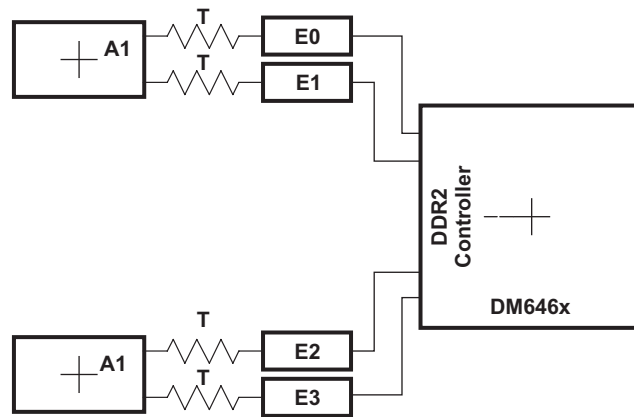 T
A1
E0
T
E1
DDR2
Controller
DM646x
T
A1
E2
T
E3